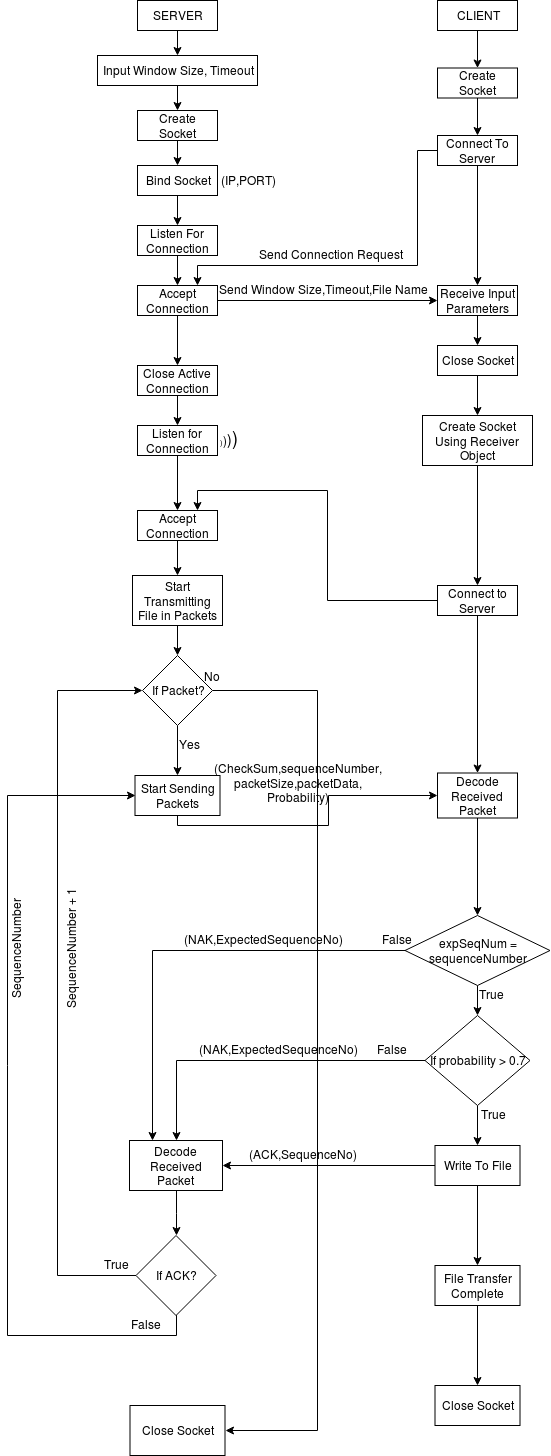 SERVER
CLIENT
Input Window Size, Timeout
Create
Socket
Create
Socket
Connect To
Server
Bind Socket
(IP,PORT)
Listen For
Connection
Send Connection Request
Accept
Connection
Send Window Size,Timeout,File Name
Receive Input
Parameters
Close Socket
Close Active
Connection
Create Socket
Using Receiver
Object
Listen for
Connection
))))
Accept
Connection
Start
Transmitting
File in Packets
Connect to
Server
If Packet?
No
Yes
Start Sending
Packets
(CheckSum,sequenceNumber,
packetSize,packetData,
Probability)
Decode
Received
Packet
SequenceNumber
SequenceNumber + 1
(NAK,ExpectedSequenceNo)
False
expSeqNum =
sequenceNumber
True
(NAK,ExpectedSequenceNo)
False
If probability > 0.7
True
Decode
Received
Packet
(ACK,SequenceNo)
Write To File
If ACK?
True
False
File Transfer
Complete
Close Socket
Close Socket